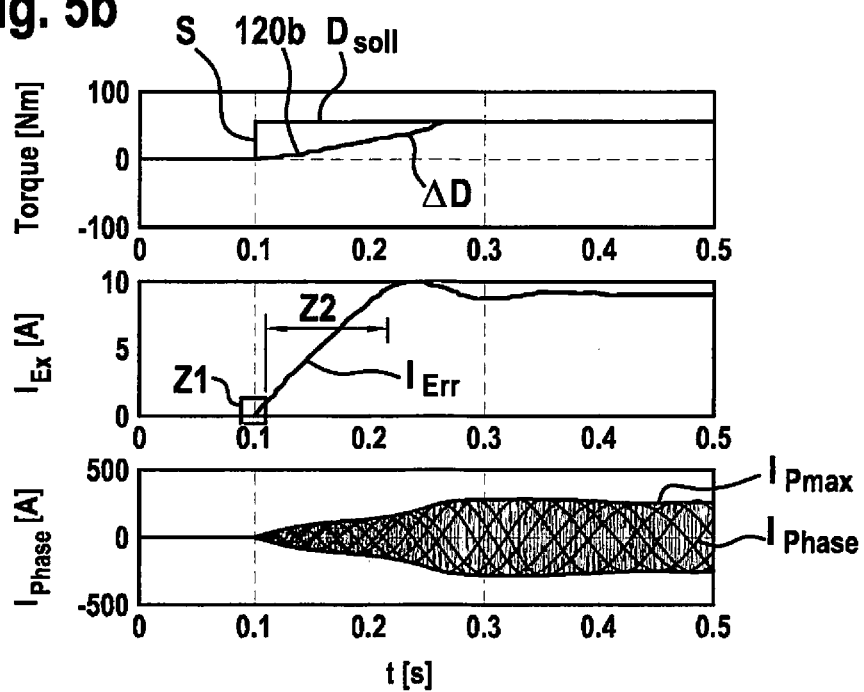 ig. 5b
S 120b D soll
Torque [Nm]
100
0
-100
ΔD
0 0.1 0.2 0.3 0.4 0.5
I Ex [A]
10
5
0
Z2
Z1
I Err
0 0.1 0.2 0.3 0.4 0.5
I Phase [A]
500
0
-500
I Pmax
I Phase
0 0.1 0.2 0.3 0.4 0.5
t [s]